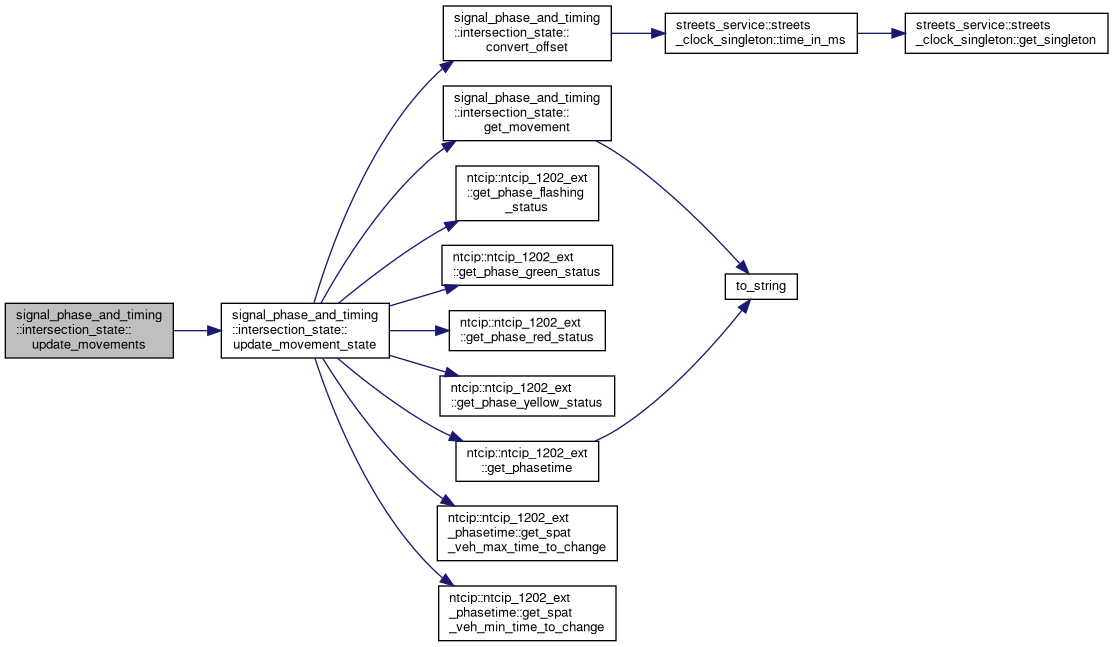 signal_phase_and_timing
::intersection_state::
update_movements
signal_phase_and_timing
::intersection_state::
update_movement_state
signal_phase_and_timing
::intersection_state::
convert_offset
streets_service::streets
_clock_singleton::time_in_ms
streets_service::streets
_clock_singleton::get_singleton
signal_phase_and_timing
::intersection_state::
get_movement
to_string
ntcip::ntcip_1202_ext
::get_phase_flashing
_status
ntcip::ntcip_1202_ext
::get_phase_green_status
ntcip::ntcip_1202_ext
::get_phase_red_status
ntcip::ntcip_1202_ext
::get_phase_yellow_status
ntcip::ntcip_1202_ext
::get_phasetime
ntcip::ntcip_1202_ext
_phasetime::get_spat
_veh_max_time_to_change
ntcip::ntcip_1202_ext
_phasetime::get_spat
_veh_min_time_to_change